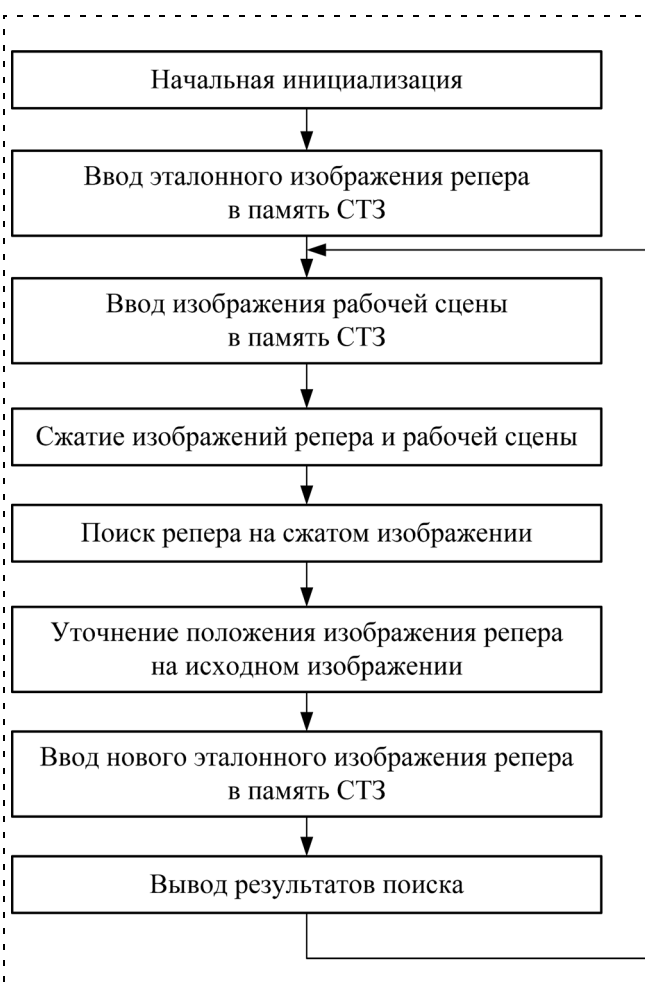 Начальная инициализация
Ввод эталонного изображения репера
в память СТЗ
Ввод изображения рабочей сцены
в память СТЗ
Сжатие изображений репера и рабочей сцены
Поиск репера на сжатом изображении
Уточнение положения изображения репера
на исходном изображении
Ввод нового эталонного изображения репера
в память СТЗ
Вывод результатов поиска